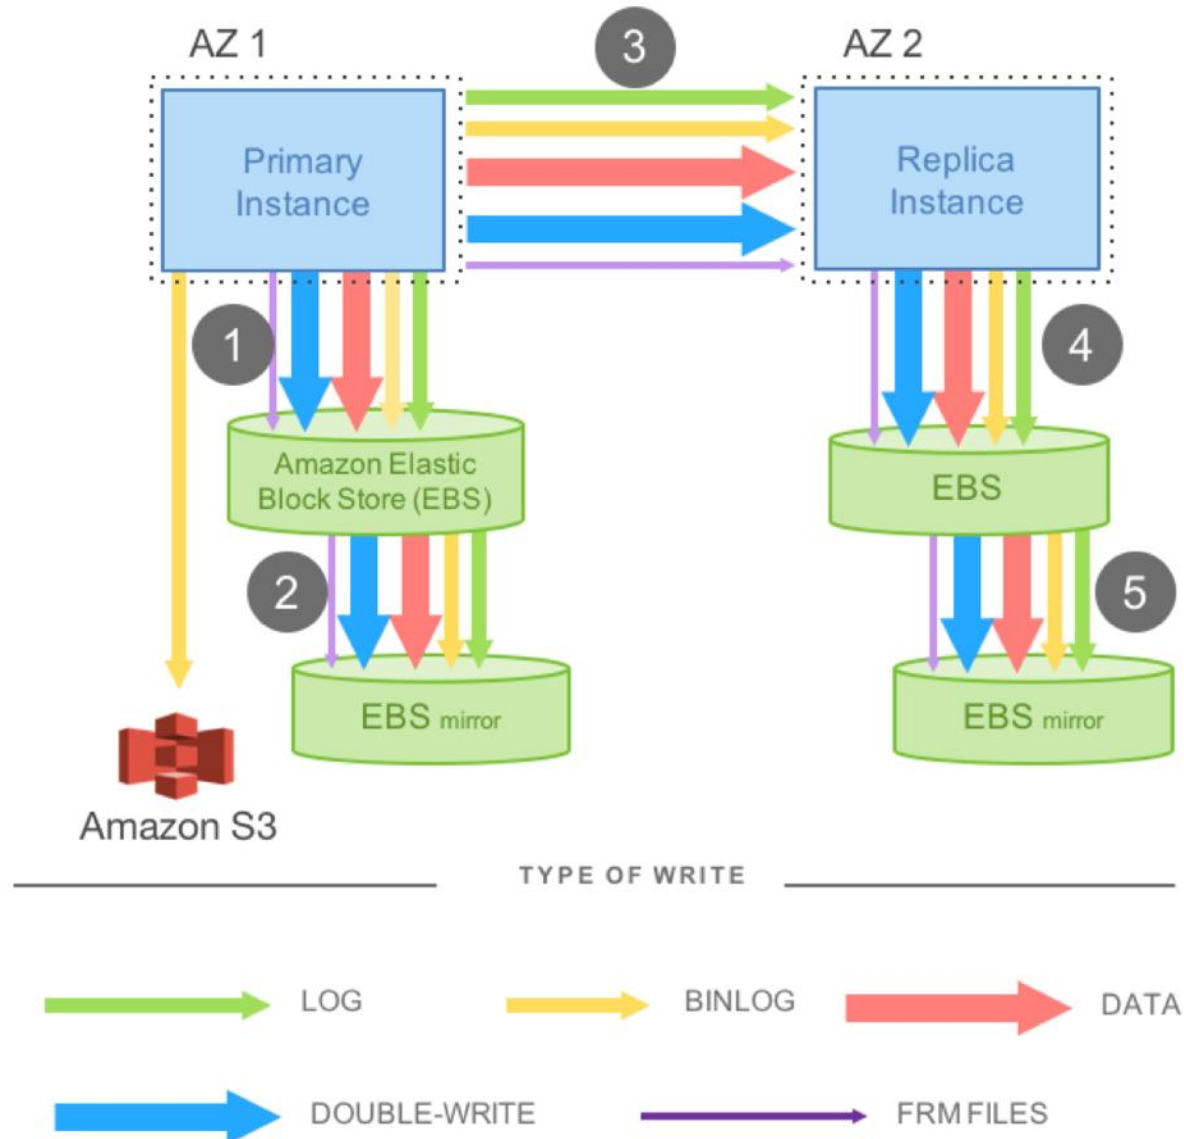 AZ 1
3
AZ 2
Primary
Instance
Replica
Instance
1
4
Amazon Elastic
Block Store (EBS)
EBS
2
5
EBS mirror
EBS mirror
Amazon S3
TYPE OF WRITE
LOG
BINLOG
DATA
DOUBLE-WRITE
FRM FILES